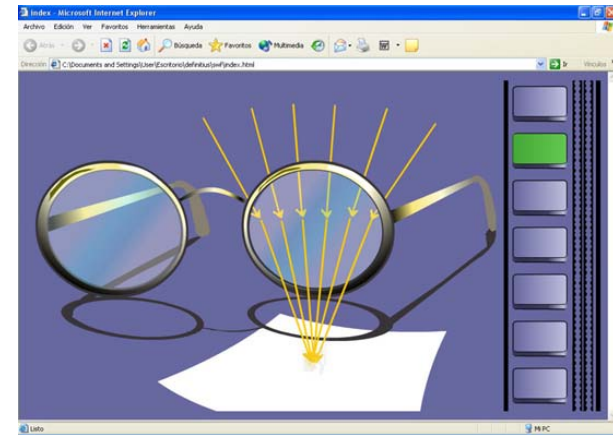 index - Microsoft Internet Explorer
Archivo Edición Ver Favoritos Herramientas Ayuda
Atrás Búsqueda Favoritos Multimedia
Dirección C:\Documents and Settings\User\Escritorio\definitius\swf\index.html Ir Vínculos
Listo Mi PC